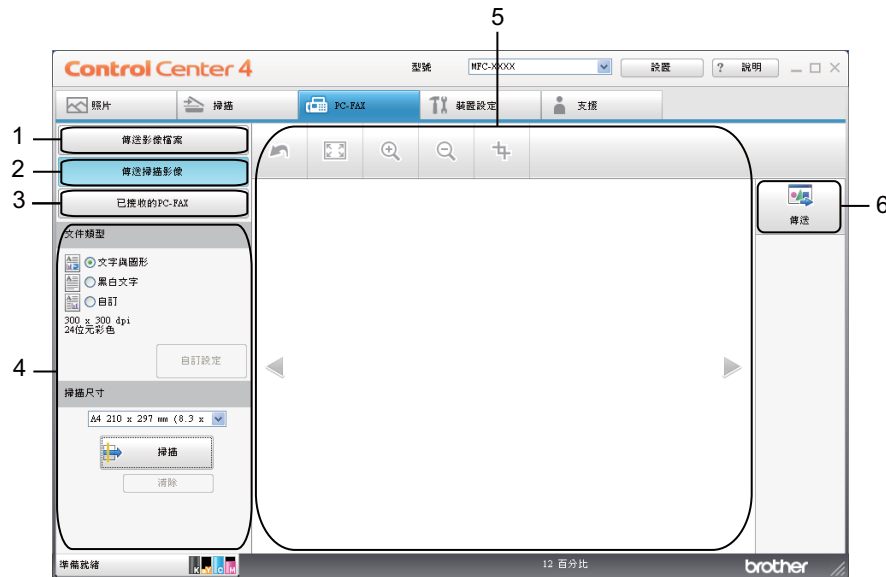 5
Control Center 4
型號
MFC-XXXX
設置
? 說明
照片
掃描
PC-FAX
裝置設定
支援
1
傳送影像檔案
2
傳送掃描影像
3
已接收的PC-FAX
6
傳送
文件類型
文字與圖形
黑白文字
自訂
300 x 300 dpi
24位元彩色
自訂設定
4
掃描尺寸
A4 210 x 297 mm (8.3 x
掃描
清除
準備就緒
K Y C M
12 百分比
brother